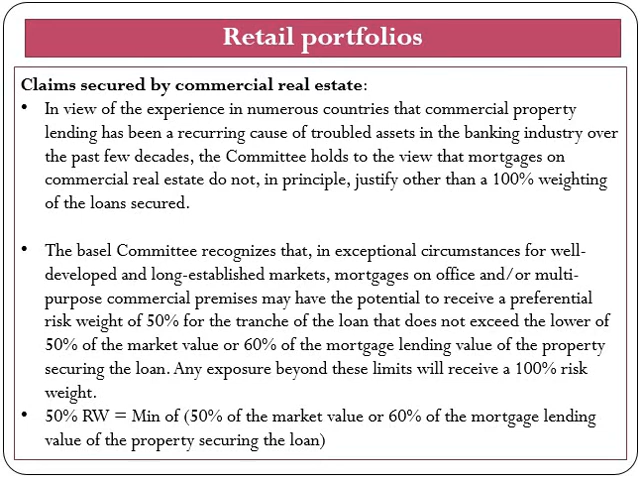 Retail portfolios
Claims secured by commercial real estate:
• In view of the experience in numerous countries that commercial property
lending has been a recurring cause of troubled assets in the banking industry over
the past few decades, the Committee holds to the view that mortgages on
commercial real estate do not, in principle, justify other than a 100% weighting
of the loans secured.
• The basel Committee recognizes that, in exceptional circumstances for well-
developed and long-established markets, mortgages on office and/or multi-
purpose commercial premises may have the potential to receive a preferential
risk weight of 50% for the tranche of the loan that does not exceed the lower of
50% of the market value or 60% of the mortgage lending value of the property
securing the loan. Any exposure beyond these limits will receive a 100% risk
weight.
• 50% RW = Min of (50% of the market value or 60% of the mortgage lending
value of the property securing the loan)